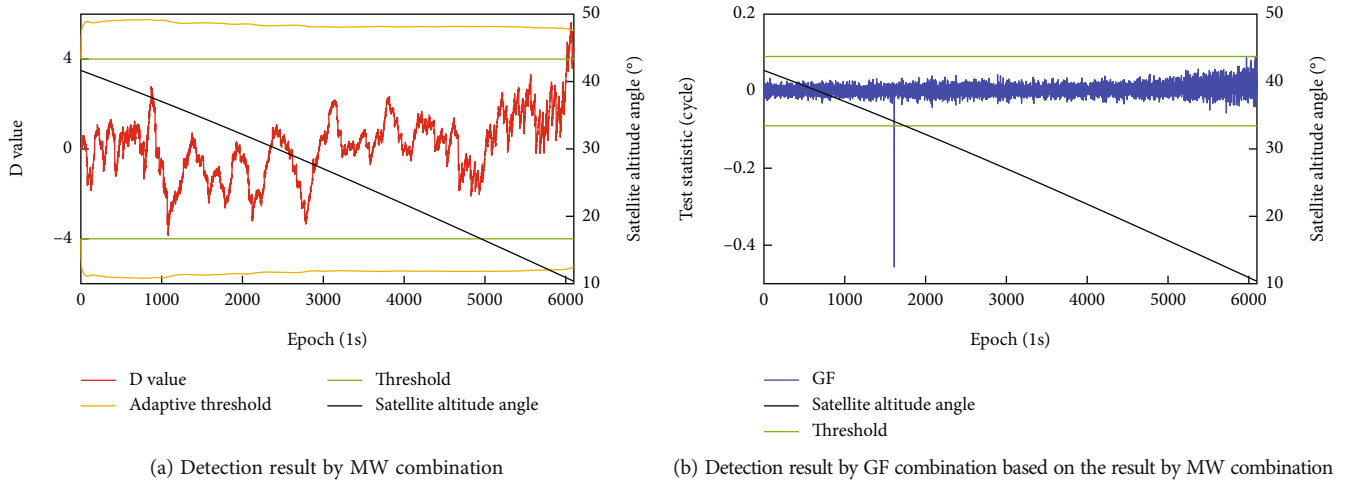 50
40
30
20
10
4
0
−4
D value
Satellite altitude angle (°)
0 1000 2000 3000 4000 5000 6000
Epoch (1s)
D value
Threshold
Adaptive threshold
Satellite altitude angle
(a) Detection result by MW combination
0.2
0
−0.2
−0.4
Test statistic (cycle)
50
40
30
20
10
Satellite altitude angle (°)
0 1000 2000 3000 4000 5000 6000
Epoch (1s)
GF
Satellite altitude angle
Threshold
(b) Detection result by GF combination based on the result by MW combination